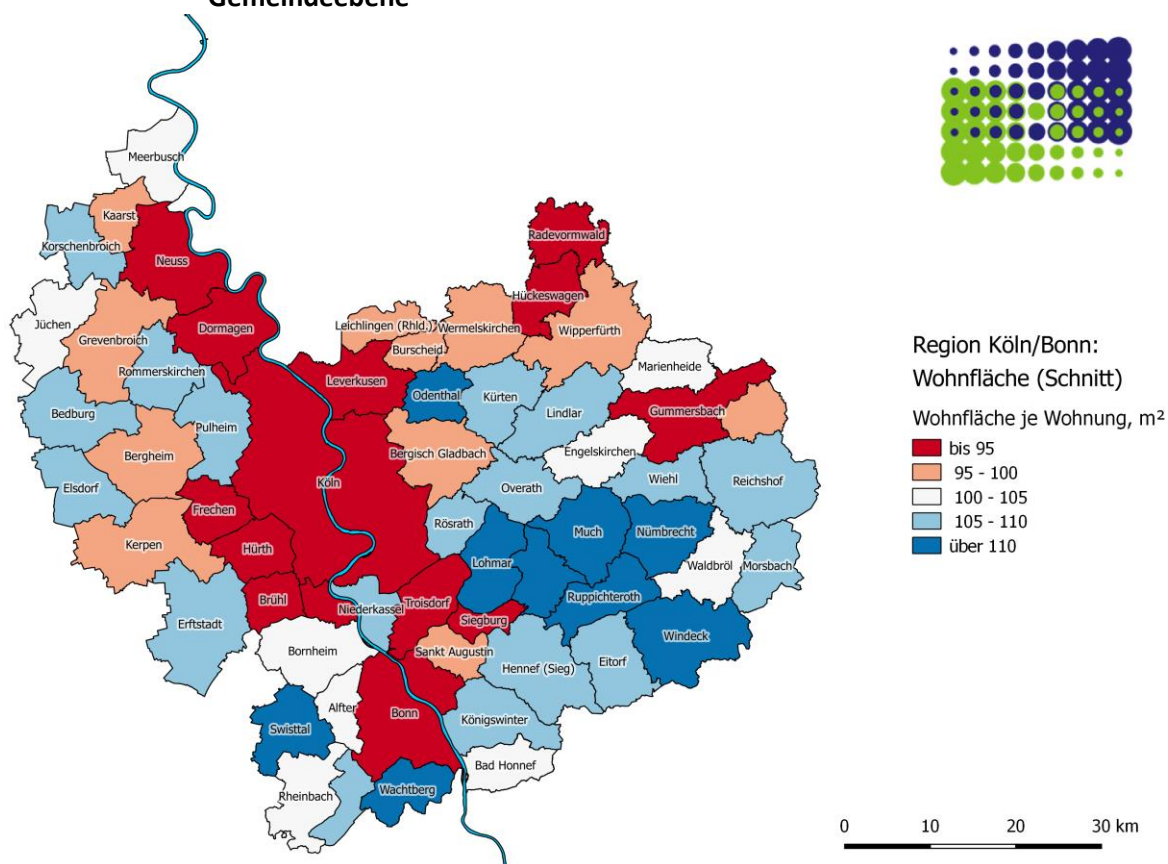 Gemeindeebene
Meerbusch
Kaarst
Korschenbroich
Neuss
Radevormwald
Hückeswagen
Jüchen
Grevenbroich
Dormagen
Leichlingen (Rhld.)
Wermelskirchen
Wipperfürth
Burscheid
Rommerskirchen
Leverkusen
Marienheide
Odenthal
Kürten
Lindlar
Gummersbach
Bedburg
Pulheim
Bergheim
Bergisch Gladbach
Engelskirchen
Elsdorf
Köln
Overath
Wiehl
Reichshof
Frechen
Rösrath
Much
Nümbrecht
Kerpen
Hürth
Lohmar
Waldbröl
Morsbach
Brühl
Niederkassel
Troisdorf
Ruppichteroth
Siegburg
Erftstadt
Windeck
Bornheim
Sankt Augustin
Hennef (Sieg)
Eitorf
Alfter
Bonn
Swisttal
Königswinter
Bad Honnef
Rheinbach
Wachtberg
Region Köln/Bonn:
Wohnfläche (Schnitt)
Wohnfläche je Wohnung, m²
bis 95
95 - 100
100 - 105
105 - 110
über 110
0 10 20 30 km